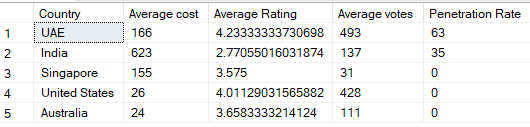 Country Average cost Average Rating Average votes Penetration Rate
1 UAE 166 4.23333333730698 493 63
2 India 623 2.77055016031874 137 35
3 Singapore 155 3.575 31 0
4 United States 26 4.01129031565882 428 0
5 Australia 24 3.6583333214124 111 0